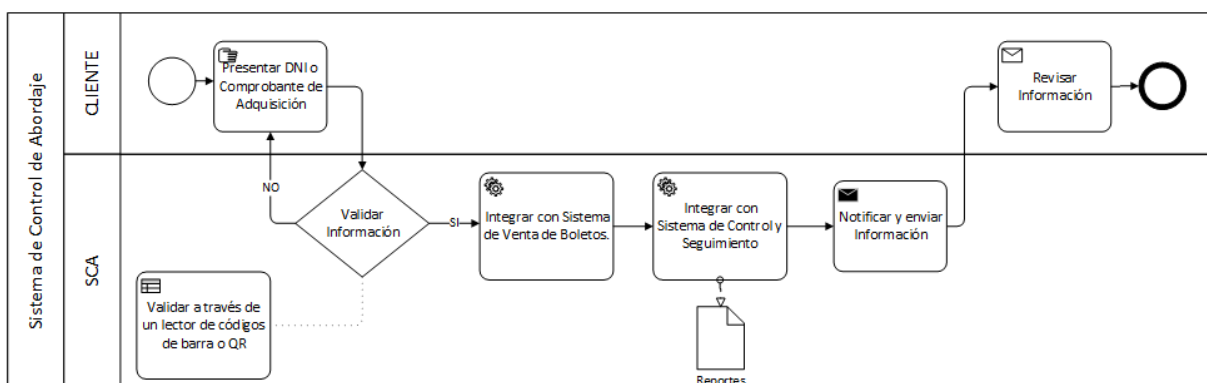 Sistema de Control de Abordaje
CLIENTE
Presentar DNI o
Comprobante de
Adquisición
Revisar
Información
SCA
NO
Validar
Información
SI
Integrar con Sistema
de Venta de Boletos.
Integrar con
Sistema de Control y
Seguimiento
Notificar y enviar
Información
Validar a través de
un lector de códigos
de barra o QR
Reportes